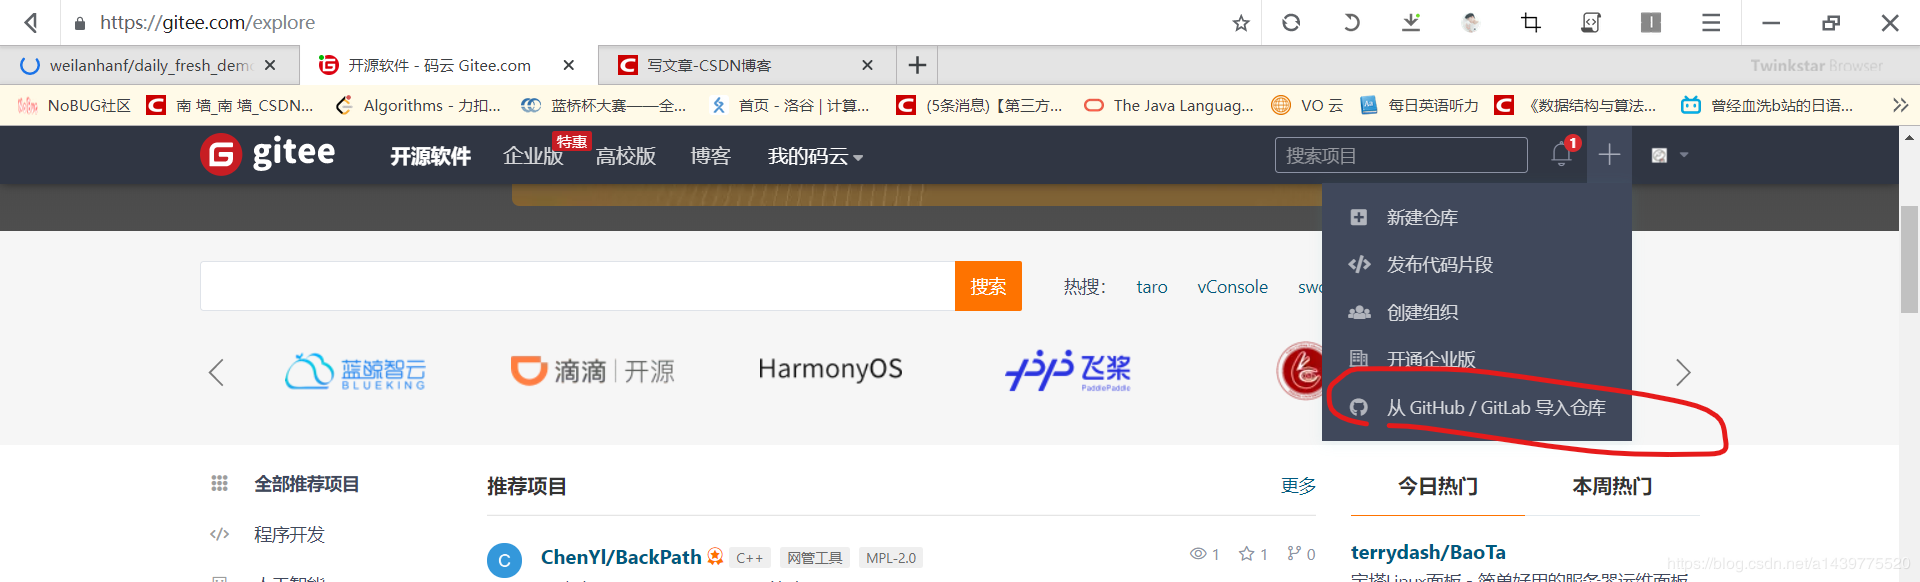 https://gitee.com/explore
weilanhanf/daily_fresh_demo
开源软件 - 码云 Gitee.com
写文章-CSDN博客
Twinkstar Browser
NoBUG社区
南 墙_南 墙_CSDN...
Algorithms - 力扣...
蓝桥杯大赛——全...
首页 - 洛谷 | 计算...
(5条消息)【第三方...
The Java Languag...
VO 云
每日英语听力
《数据结构与算法...
曾经血洗b站的日语...
gitee
开源软件
企业版
特惠
高校版
博客
我的码云
搜索项目
1
新建仓库
发布代码片段
创建组织
开通企业版
从 GitHub / GitLab 导入仓库
搜索
热搜：
taro
vConsole
蓝鲸智云
BLUEKING
滴滴 | 开源
HarmonyOS
飞桨
PaddlePaddle
全部推荐项目
程序开发
推荐项目
更多
今日热门
本周热门
C
ChenYl/BackPath
C++
网管工具
MPL-2.0
1
1
0
terrydash/BaoTa
宝塔Linux面板 - 简单好用的服务器运维面板
人工智能
https://blog.csdn.net/a1439775520